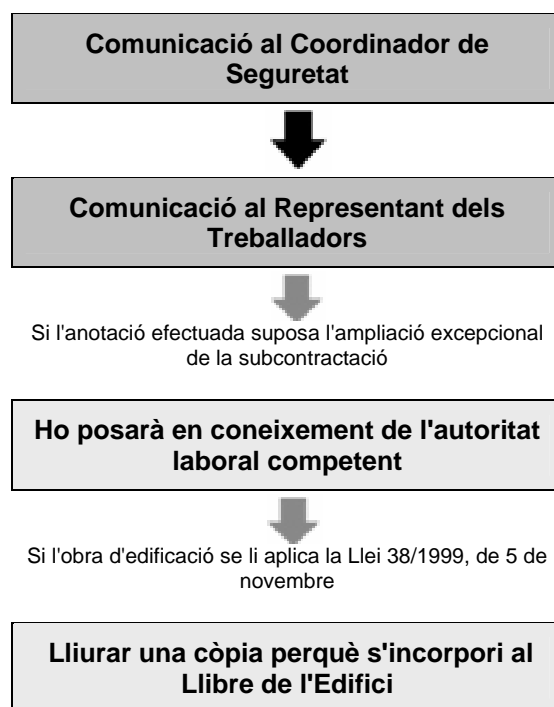 Comunicació al Coordinador de
Seguretat
Comunicació al Representant dels
Treballadors
Si l'anotació efectuada suposa l'ampliació excepcional
de la subcontractació
Ho posarà en coneixement de l'autoritat
laboral competent
Si l'obra d'edificació se li aplica la Llei 38/1999, de 5 de
novembre
Lliurar una còpia perquè s'incorpori al
Llibre de l'Edifici